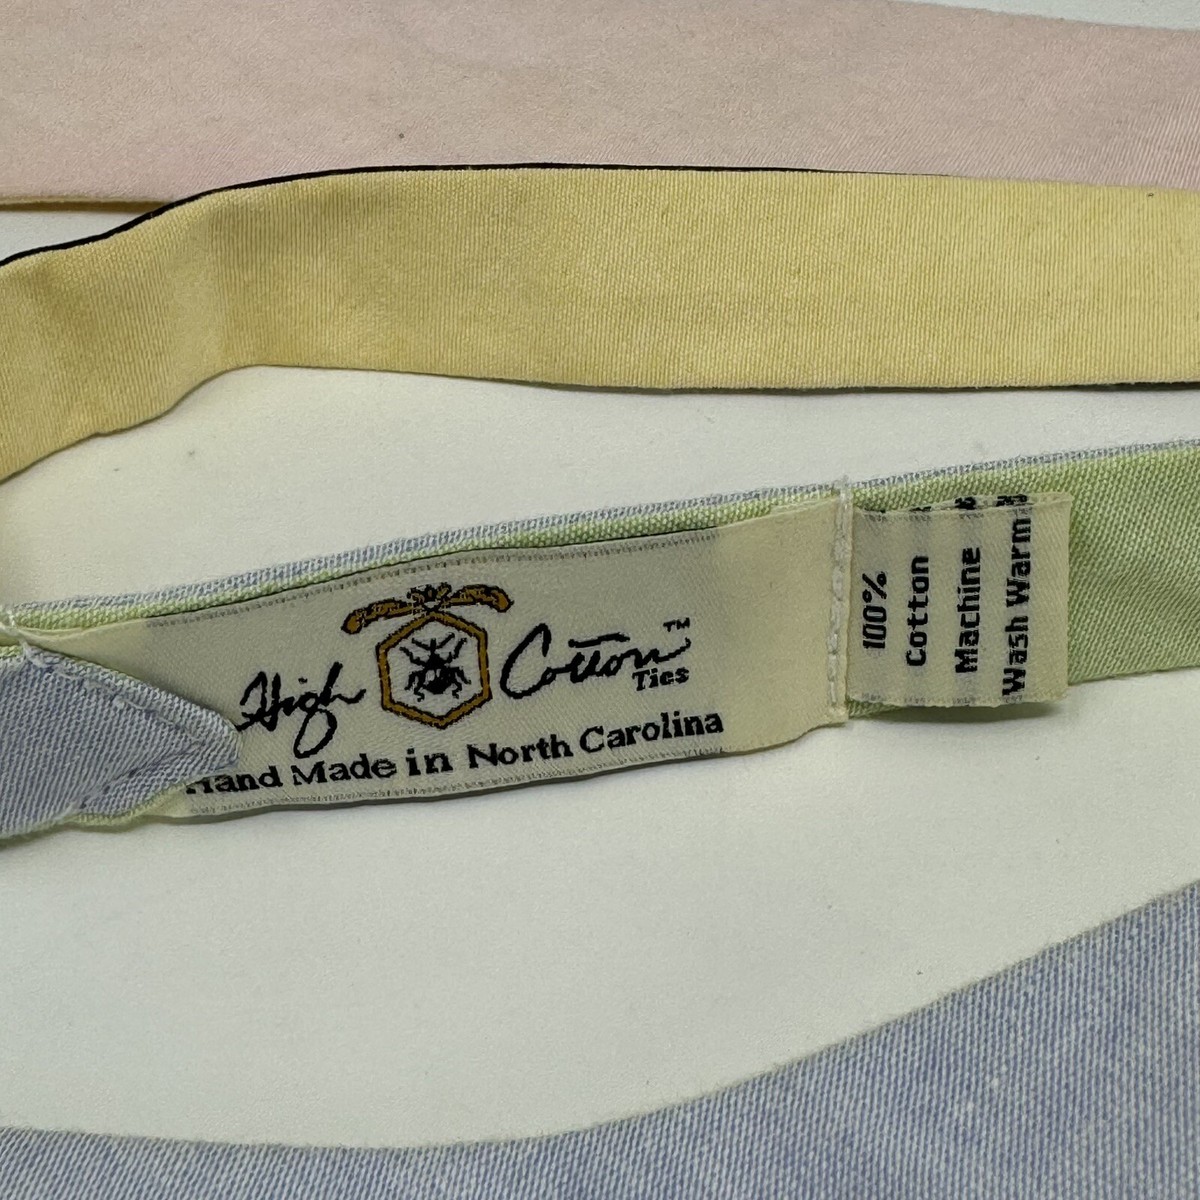 High Cotton™
Ties
Hand Made in North Carolina
100%
Cotton
Machine
Wash Warm